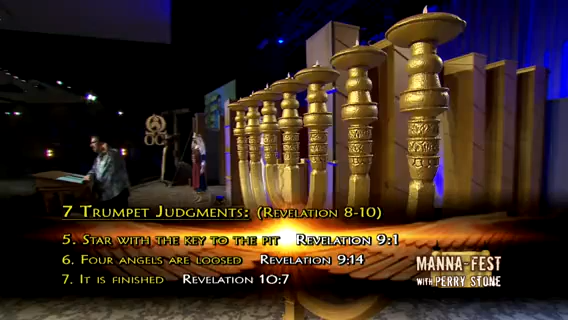 OCI
7 Trumpet Judgments: (Revelation 8-10)
5. Star with the key to the pit Revelation 9:1
6. Four angels are loosed Revelation 9:14
7. It is finished Revelation 10:7
MANNA-FEST
WITH PERRY STONE